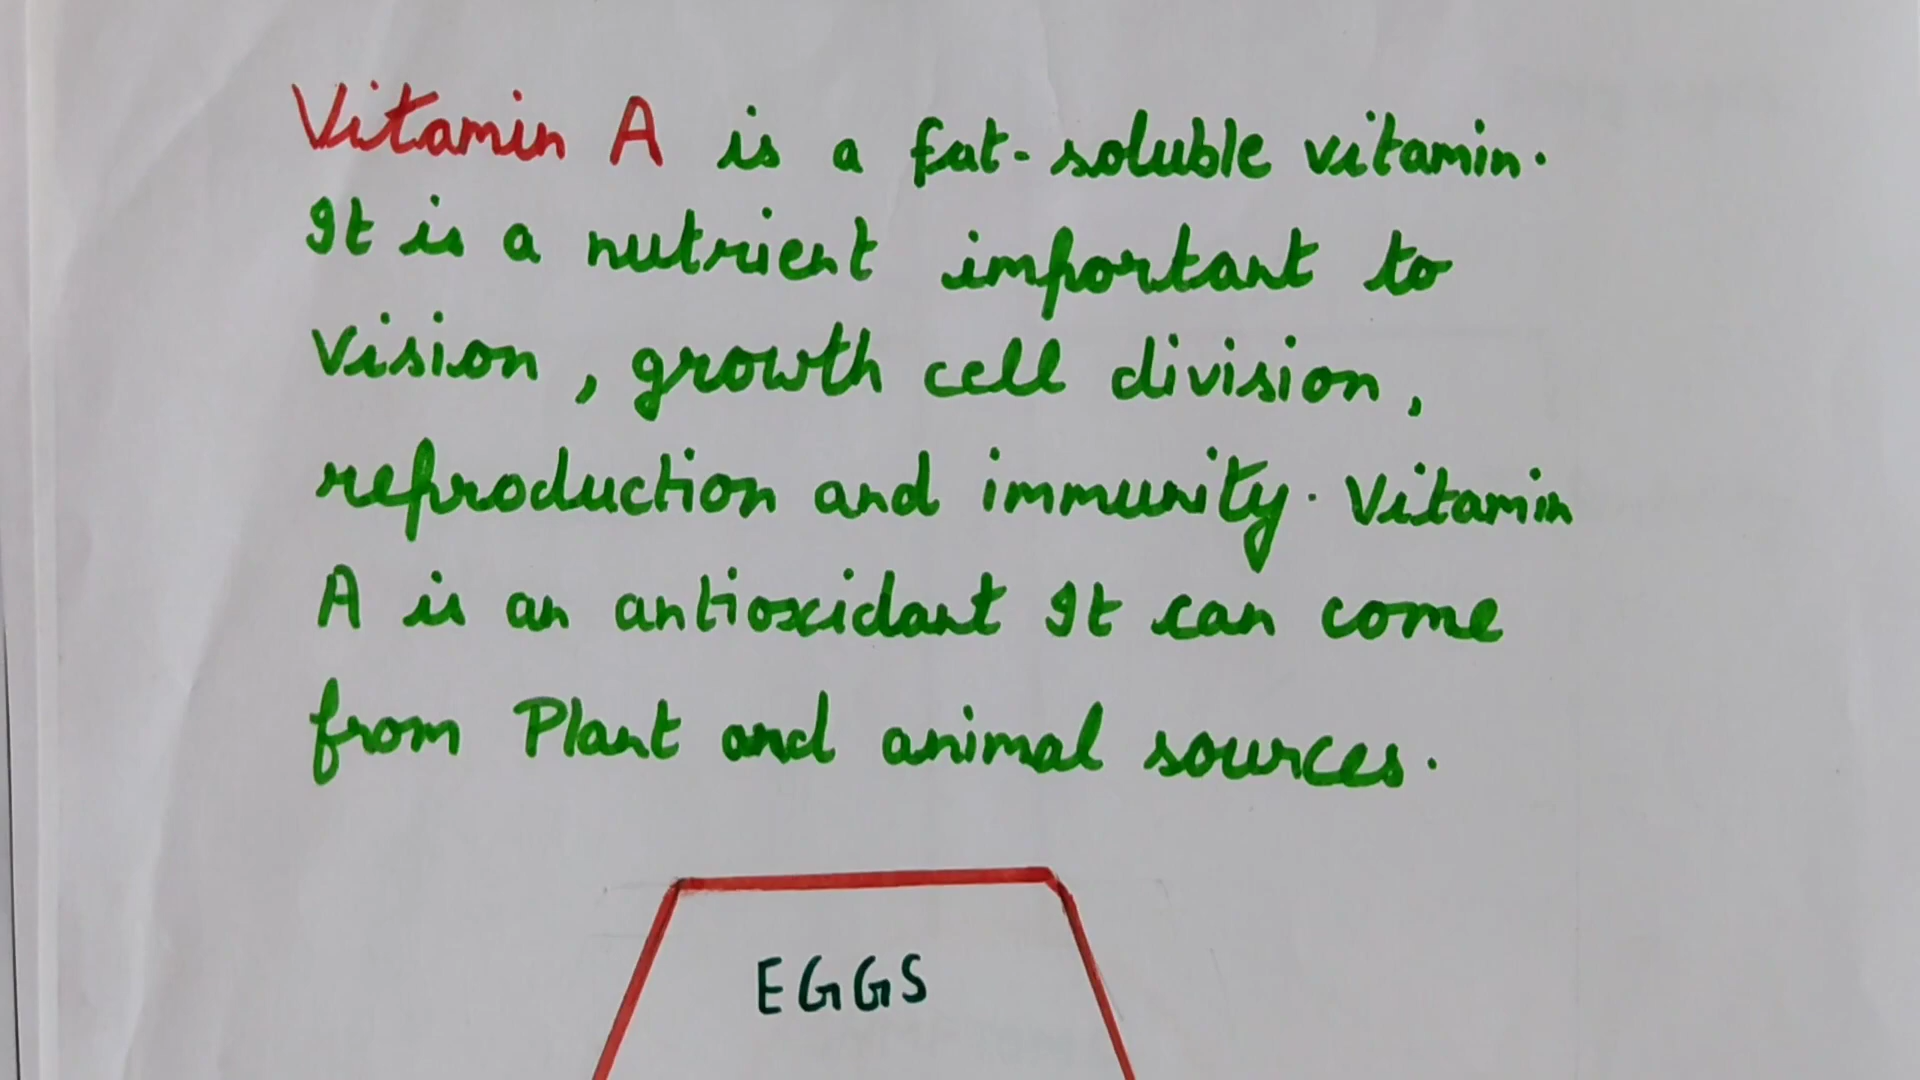 Vitamin A is a fat-soluble vitamin.
It is a nutrient important to
Vision, growth cell division,
reproduction and immunity. Vitamin
A is an antioxidant It can come
from Plant and animal sources.
EGGS